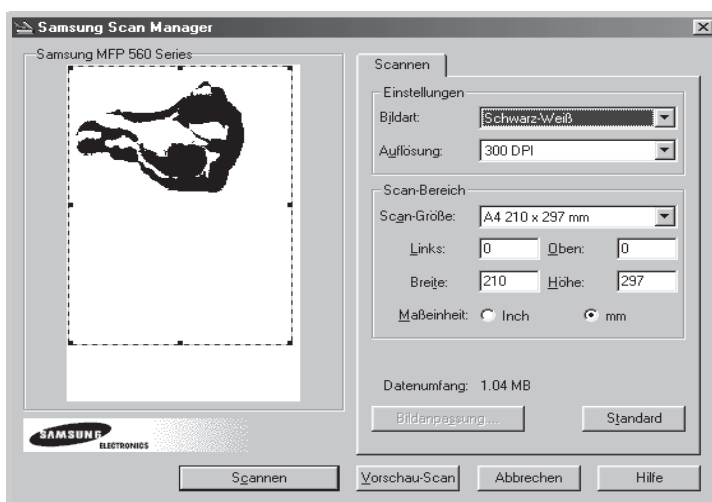 Samsung Scan Manager
Samsung MFP 560 Series
Scannen
Einstellungen
Bildart: Schwarz-Weiß
Auflösung: 300 DPI
Scan-Bereich
Scan-Größe: A4 210 x 297 mm
Links: 0 Oben: 0
Breite: 210 Höhe: 297
Maßeinheit: Inch mm
Datenumfang: 1.04 MB
Bildanpassung.... Standard
SAMSUNG
ELECTRONICS
Scannen Vorschau-Scan Abbrechen Hilfe